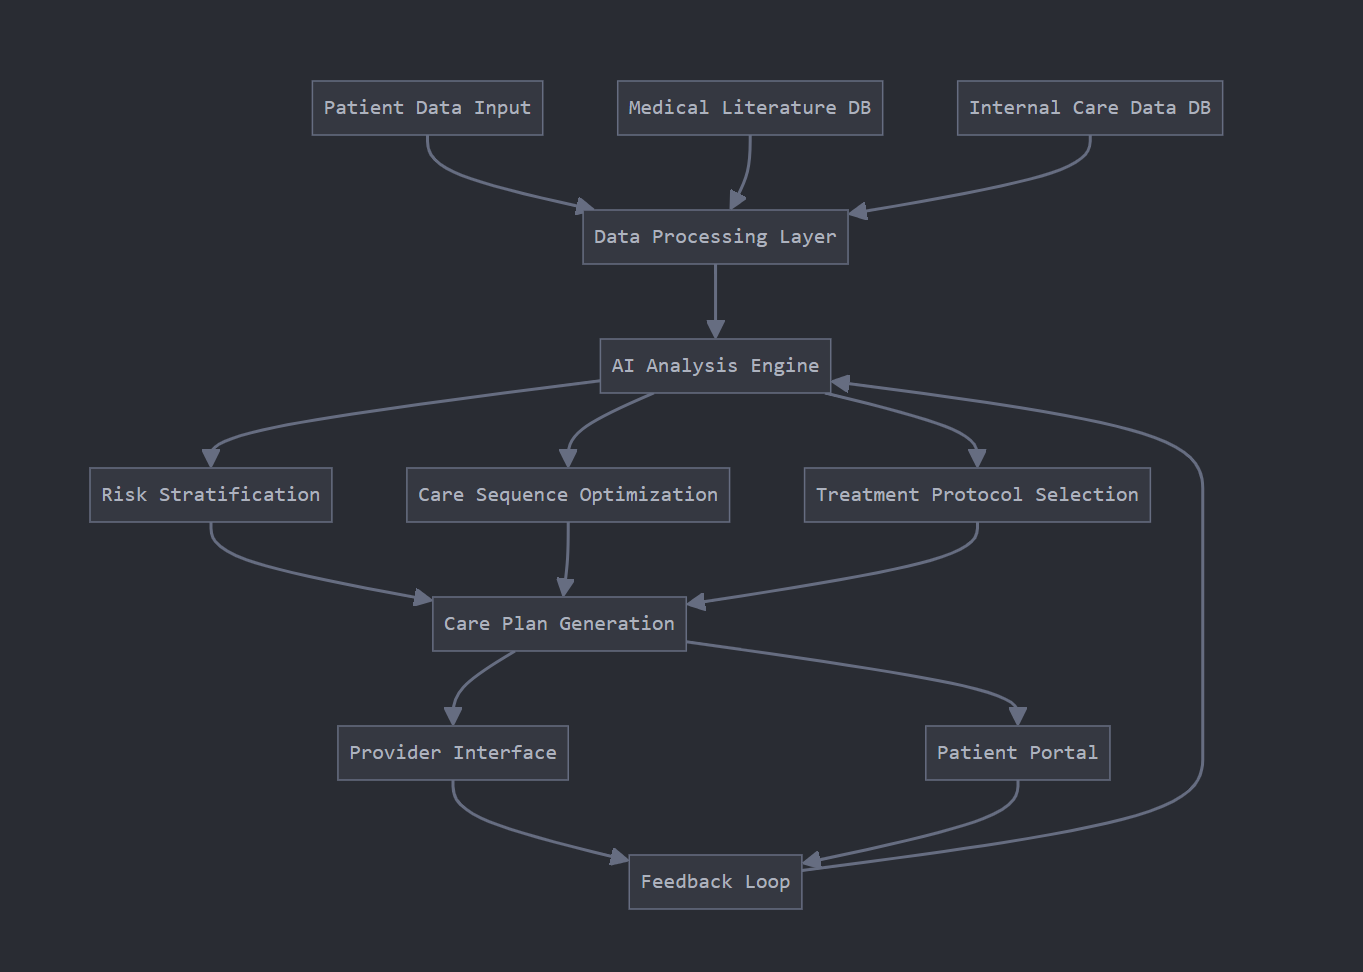 Patient Data Input
Medical Literature DB
Internal Care Data DB
Data Processing Layer
AI Analysis Engine
Risk Stratification
Care Sequence Optimization
Treatment Protocol Selection
Care Plan Generation
Provider Interface
Patient Portal
Feedback Loop